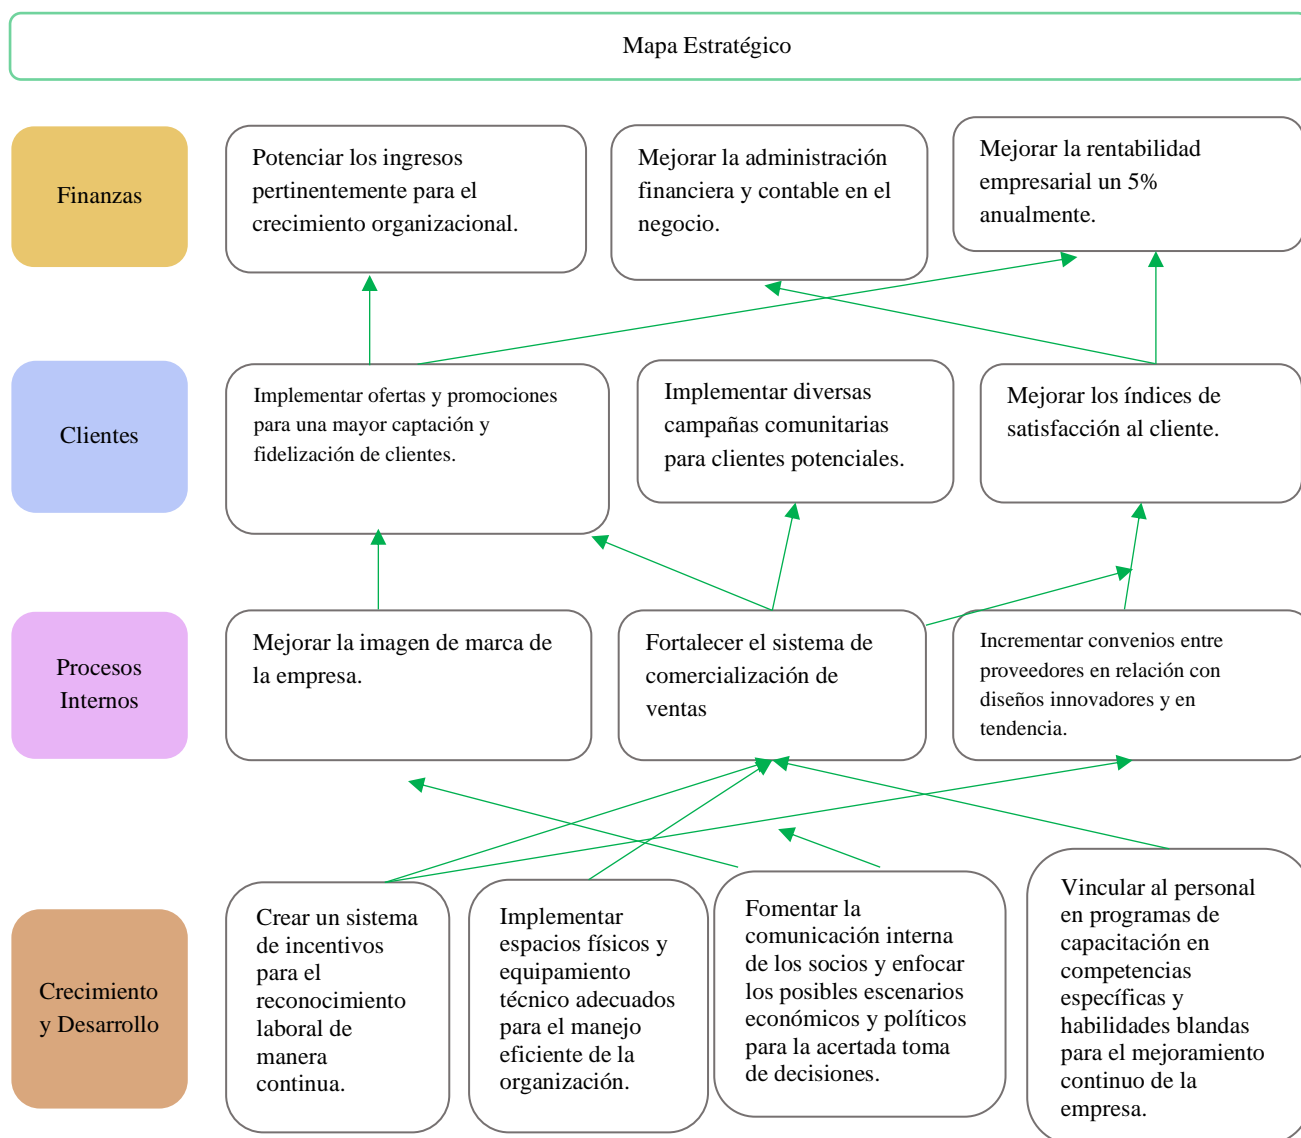 Mapa Estratégico
Finanzas
Potenciar los ingresos
pertinentemente para el
crecimiento organizacional.
Mejorar la administración
financiera y contable en el
negocio.
Mejorar la rentabilidad
empresarial un 5%
anualmente.
Clientes
Implementar ofertas y promociones
para una mayor captación y
fidelización de clientes.
Implementar diversas
campañas comunitarias
para clientes potenciales.
Mejorar los índices de
satisfacción al cliente.
Procesos
Internos
Mejorar la imagen de marca de
la empresa.
Fortalecer el sistema de
comercialización de
ventas
Incrementar convenios entre
proveedores en relación con
diseños innovadores y en
tendencia.
Crecimiento
y Desarrollo
Crear un sistema
de incentivos
para el
reconocimiento
laboral de
manera
continua.
Implementar
espacios físicos y
equipamiento
técnico adecuados
para el manejo
eficiente de la
organización.
Fomentar la
comunicación interna
de los socios y enfocar
los posibles escenarios
económicos y políticos
para la acertada toma
de decisiones.
Vincular al personal
en programas de
capacitación en
competencias
específicas y
habilidades blandas
para el mejoramiento
continuo de la
empresa.